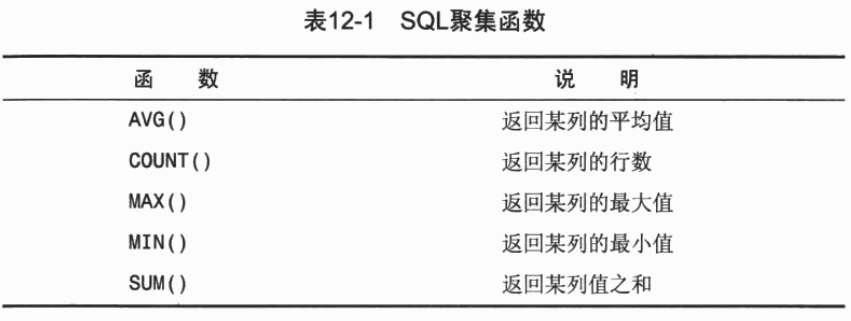 表12-1 SQL聚集函数
函 数 说 明
AVG() 返回某列的平均值
COUNT() 返回某列的行数
MAX() 返回某列的最大值
MIN() 返回某列的最小值
SUM() 返回某列值之和